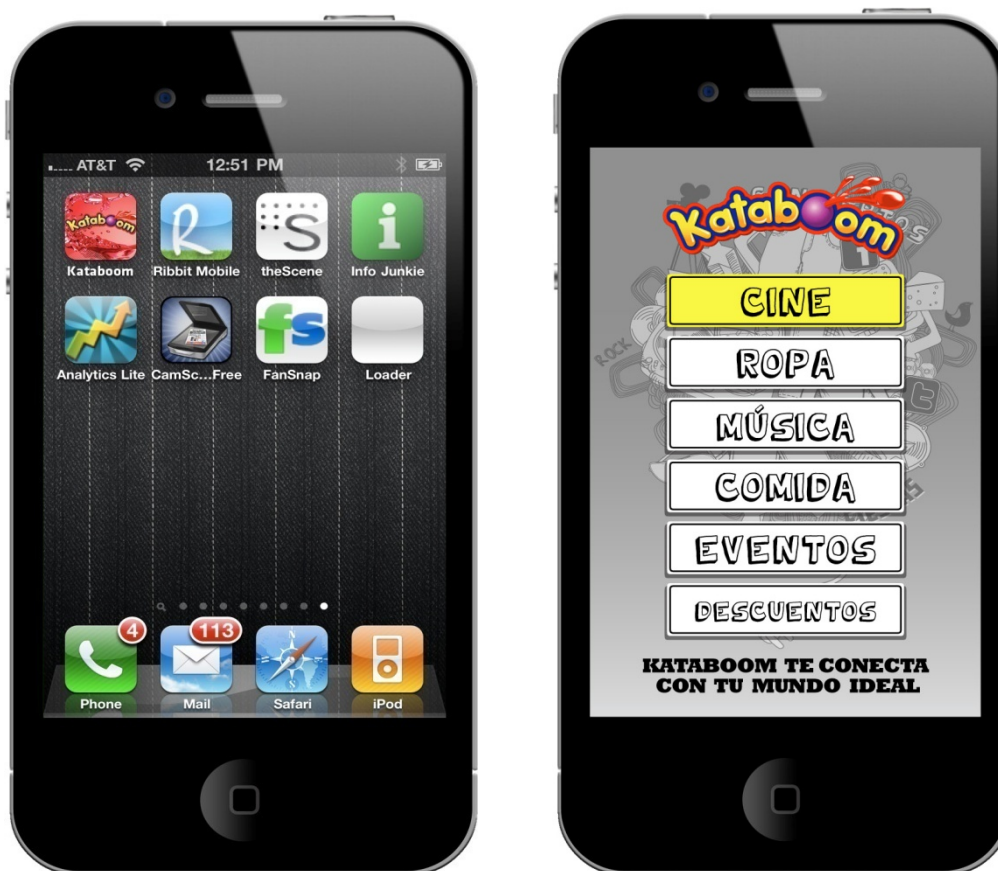 .... AT&T 12:51 PM
Kataboom
R
S
i
Kataboom Ribbit Mobile theScene Info Junkie
fs
Analytics Lite CamSc...Free FanSnap Loader
4 113
N
S
Phone Mail Safari iPod
Kataboom
1
ROCK
t
CINE
ROPA
MÚSICA
COMIDA
EVENTOS
DESCUENTOS
KATABOOM TE CONECTA
CON TU MUNDO IDEAL